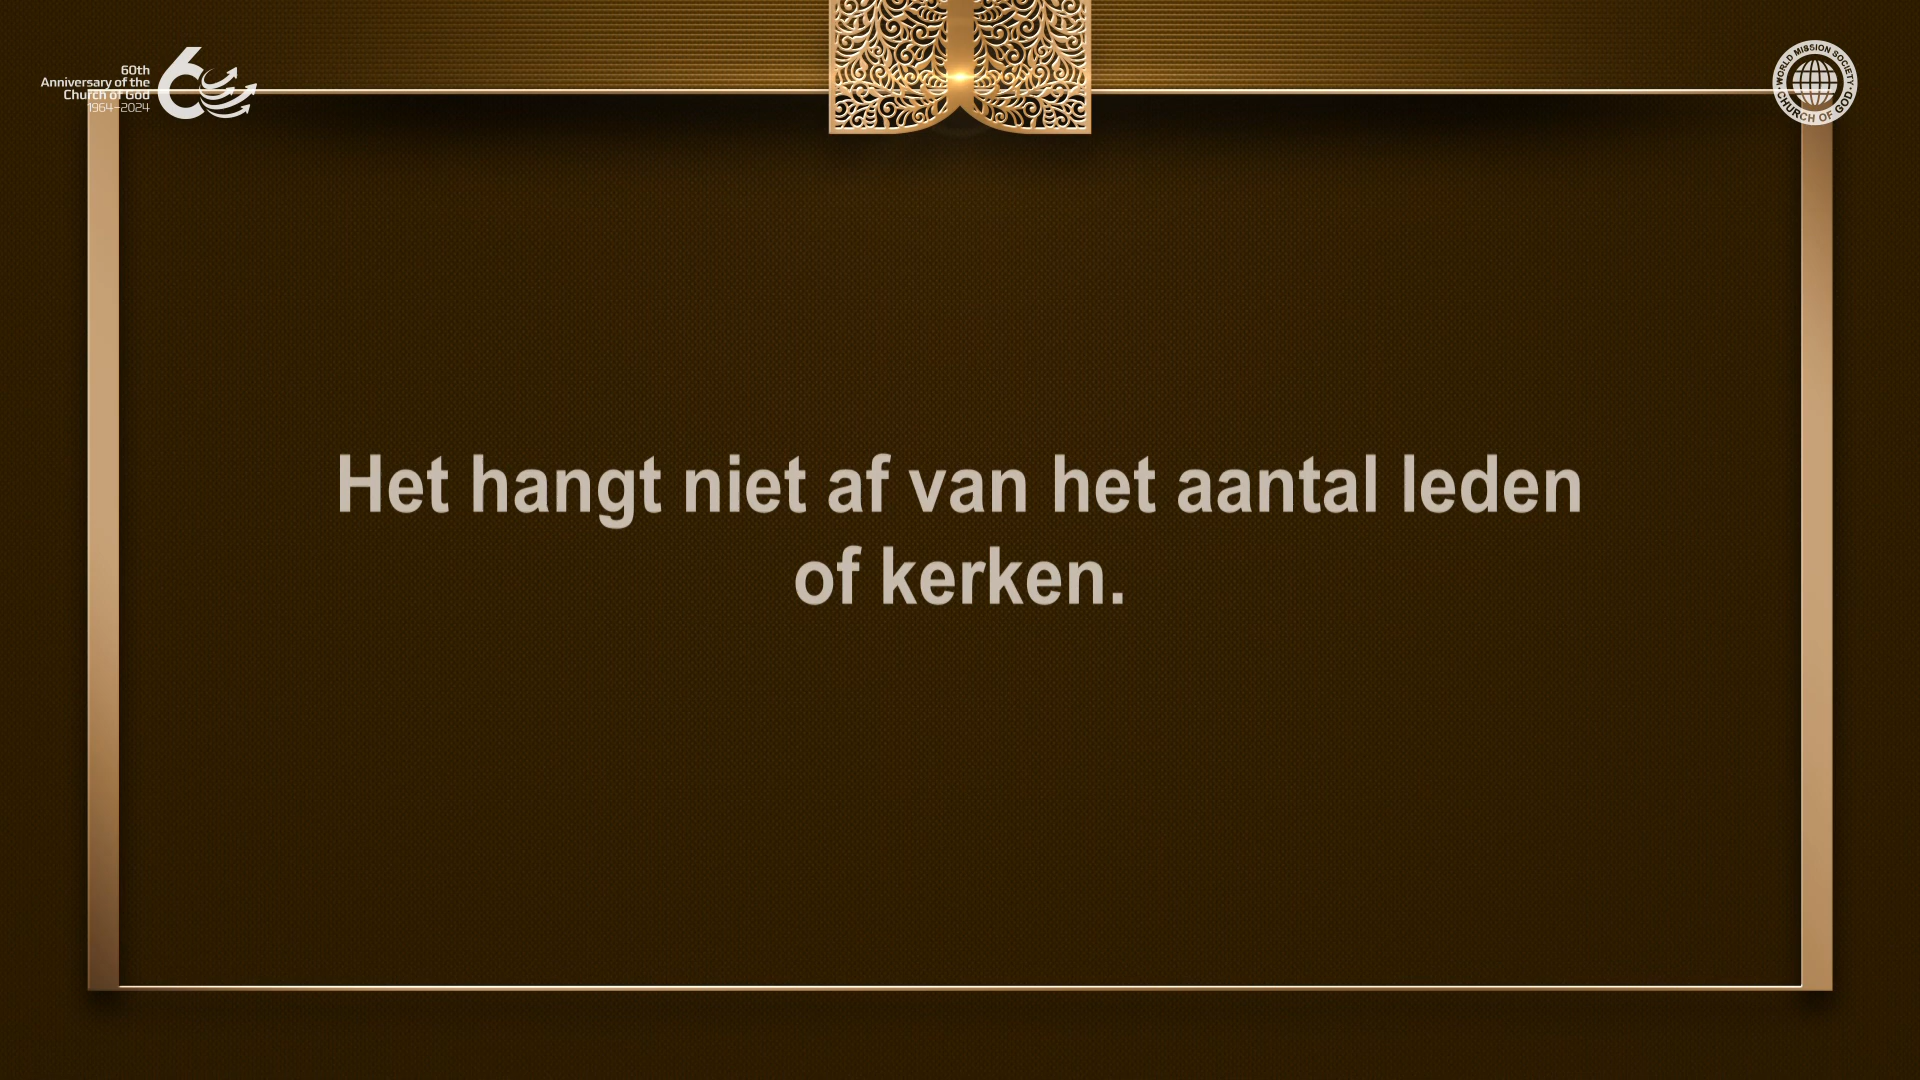 60th
Anniversary of the
Church of God
1964–2024
WORLD MISSION SOCIETY
CHURCH OF GOD
Het hangt niet af van het aantal leden
of kerken.